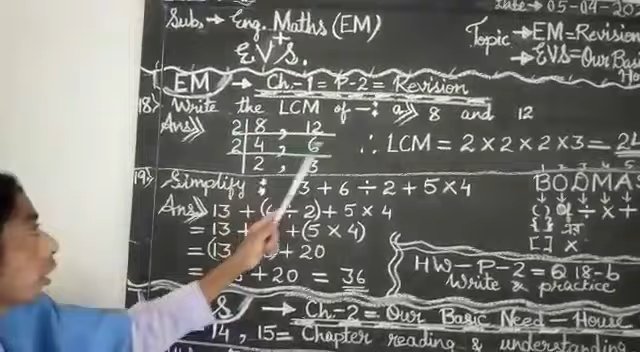 Date → 05-04-20
Sub. → Eng. Maths (EM)
+
EVS.
Topic → EM = Revision
→ EVS = Our Basi
EM → Ch.-1 = P-2 = Revision
18) Write the LCM of -: a) 8 and 12
Ans)) 2 | 8 , 12
2 | 4 , 6
2 , 3
∴ LCM = 2 × 2 × 2 × 3 = 24
19) Simplify : 13 + 6 ÷ 2 + 5 × 4
Ans)) 13 + (6 ÷ 2) + 5 × 4
= 13 + + (5 × 4)
= (13 + 20
= + 20 = 36
BODMA
( ) of ÷ × +
{ }
[ ] ×
HW - P-2 = Q 18-b
Write & practice
S → Ch.-2 = Our Basic Need - House
14, 15 = Chapter reading & understanding